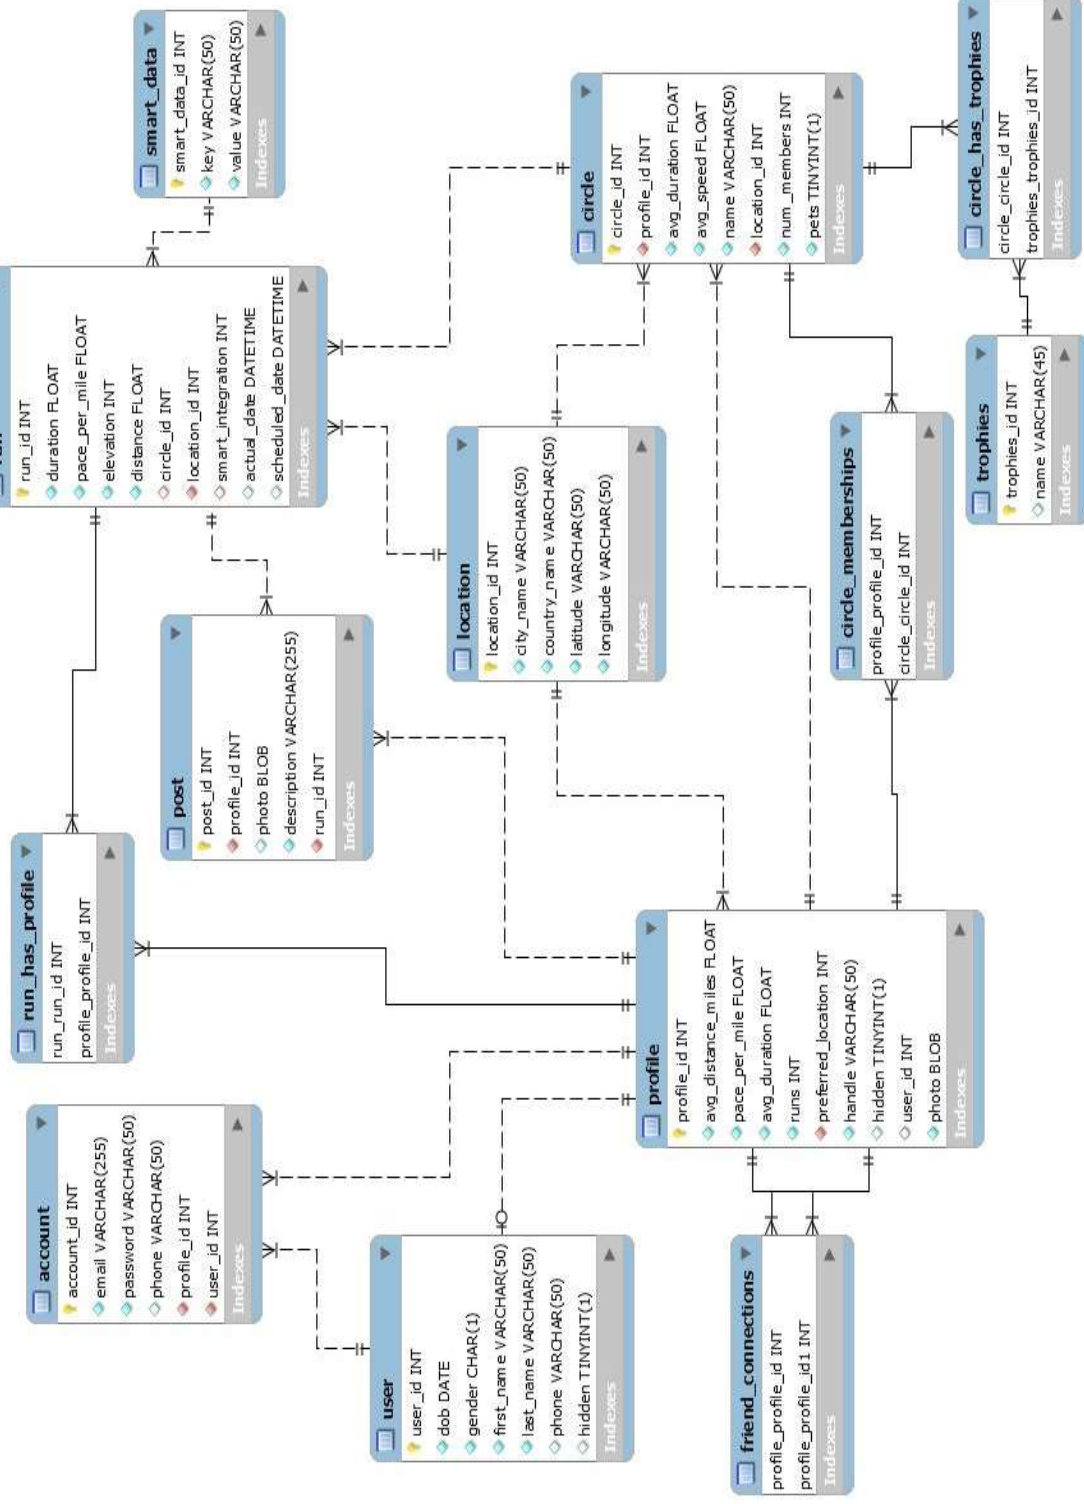 account
account_id INT
email VARCHAR(255)
password VARCHAR(50)
phone VARCHAR(50)
profile_id INT
user_id INT
Indexes
run_has_profile
run_run_id INT
profile_profile_id INT
Indexes
run_id INT
duration FLOAT
pace_per_mile FLOAT
elevation INT
distance FLOAT
circle_id INT
location_id INT
smart_integration INT
actual_date DATETIME
scheduled_date DATETIME
Indexes
smart_data
smart_data_id INT
key VARCHAR(50)
value VARCHAR(50)
Indexes
post
post_id INT
profile_id INT
photo BLOB
description VARCHAR(255)
run_id INT
Indexes
user
user_id INT
dob DATE
gender CHAR(1)
first_name VARCHAR(50)
last_name VARCHAR(50)
phone VARCHAR(50)
hidden TINYINT(1)
Indexes
location
location_id INT
city_name VARCHAR(50)
country_name VARCHAR(50)
latitude VARCHAR(50)
longitude VARCHAR(50)
Indexes
circle
circle_id INT
profile_id INT
avg_duration FLOAT
avg_speed FLOAT
name VARCHAR(50)
location_id INT
num_members INT
pets TINYINT(1)
Indexes
profile
profile_id INT
avg_distance_miles FLOAT
pace_per_mile FLOAT
avg_duration FLOAT
runs INT
preferred_location INT
handle VARCHAR(50)
hidden TINYINT(1)
user_id INT
photo BLOB
Indexes
friend_connections
profile_profile_id INT
profile_profile_id1 INT
Indexes
circle_memberships
profile_profile_id INT
circle_circle_id INT
Indexes
trophies
trophies_id INT
name VARCHAR(45)
Indexes
circle_has_trophies
circle_circle_id INT
trophies_trophies_id INT
Indexes